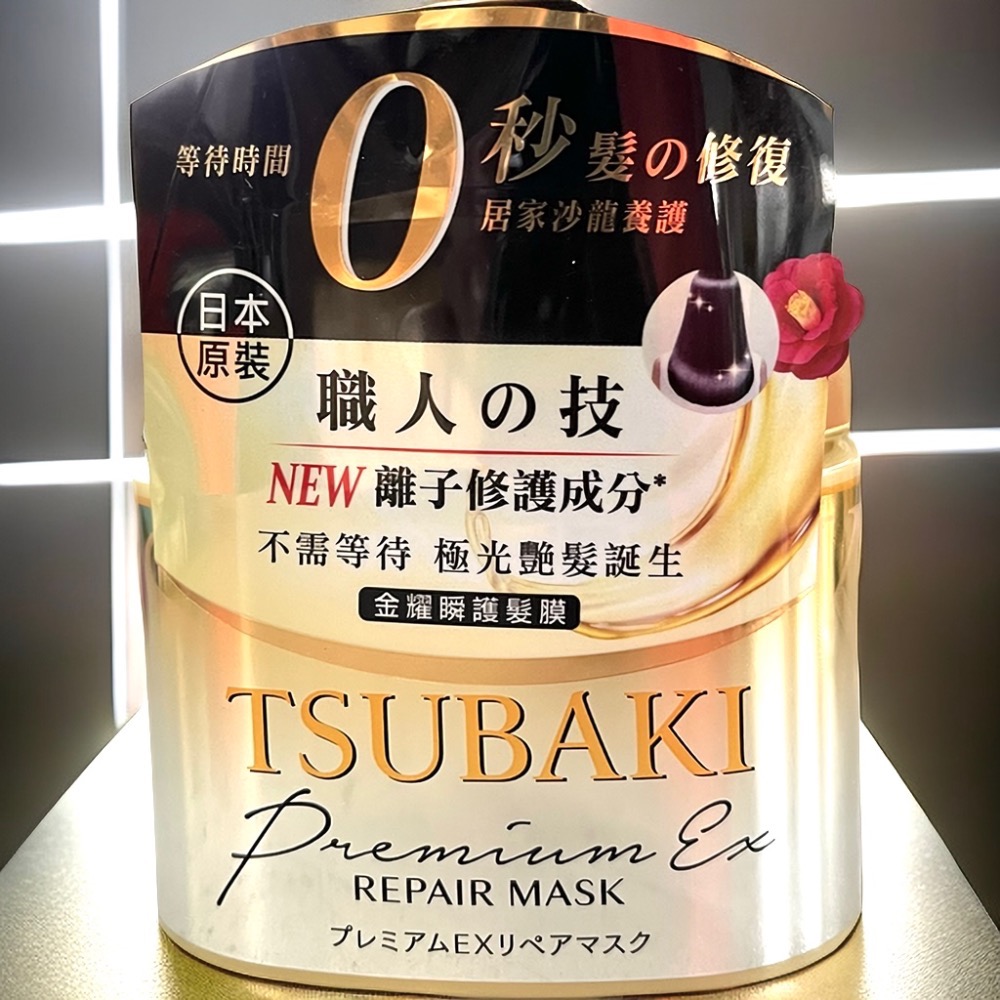 等待時間 0 秒 髮の修復
居家沙龍養護
日本
原裝
職人の技
NEW 離子修護成分*
不需等待 極光艷髮誕生
金耀瞬護髮膜
TSUBAKI
Premium Ex
REPAIR MASK
プレミアムEXリペアマスク